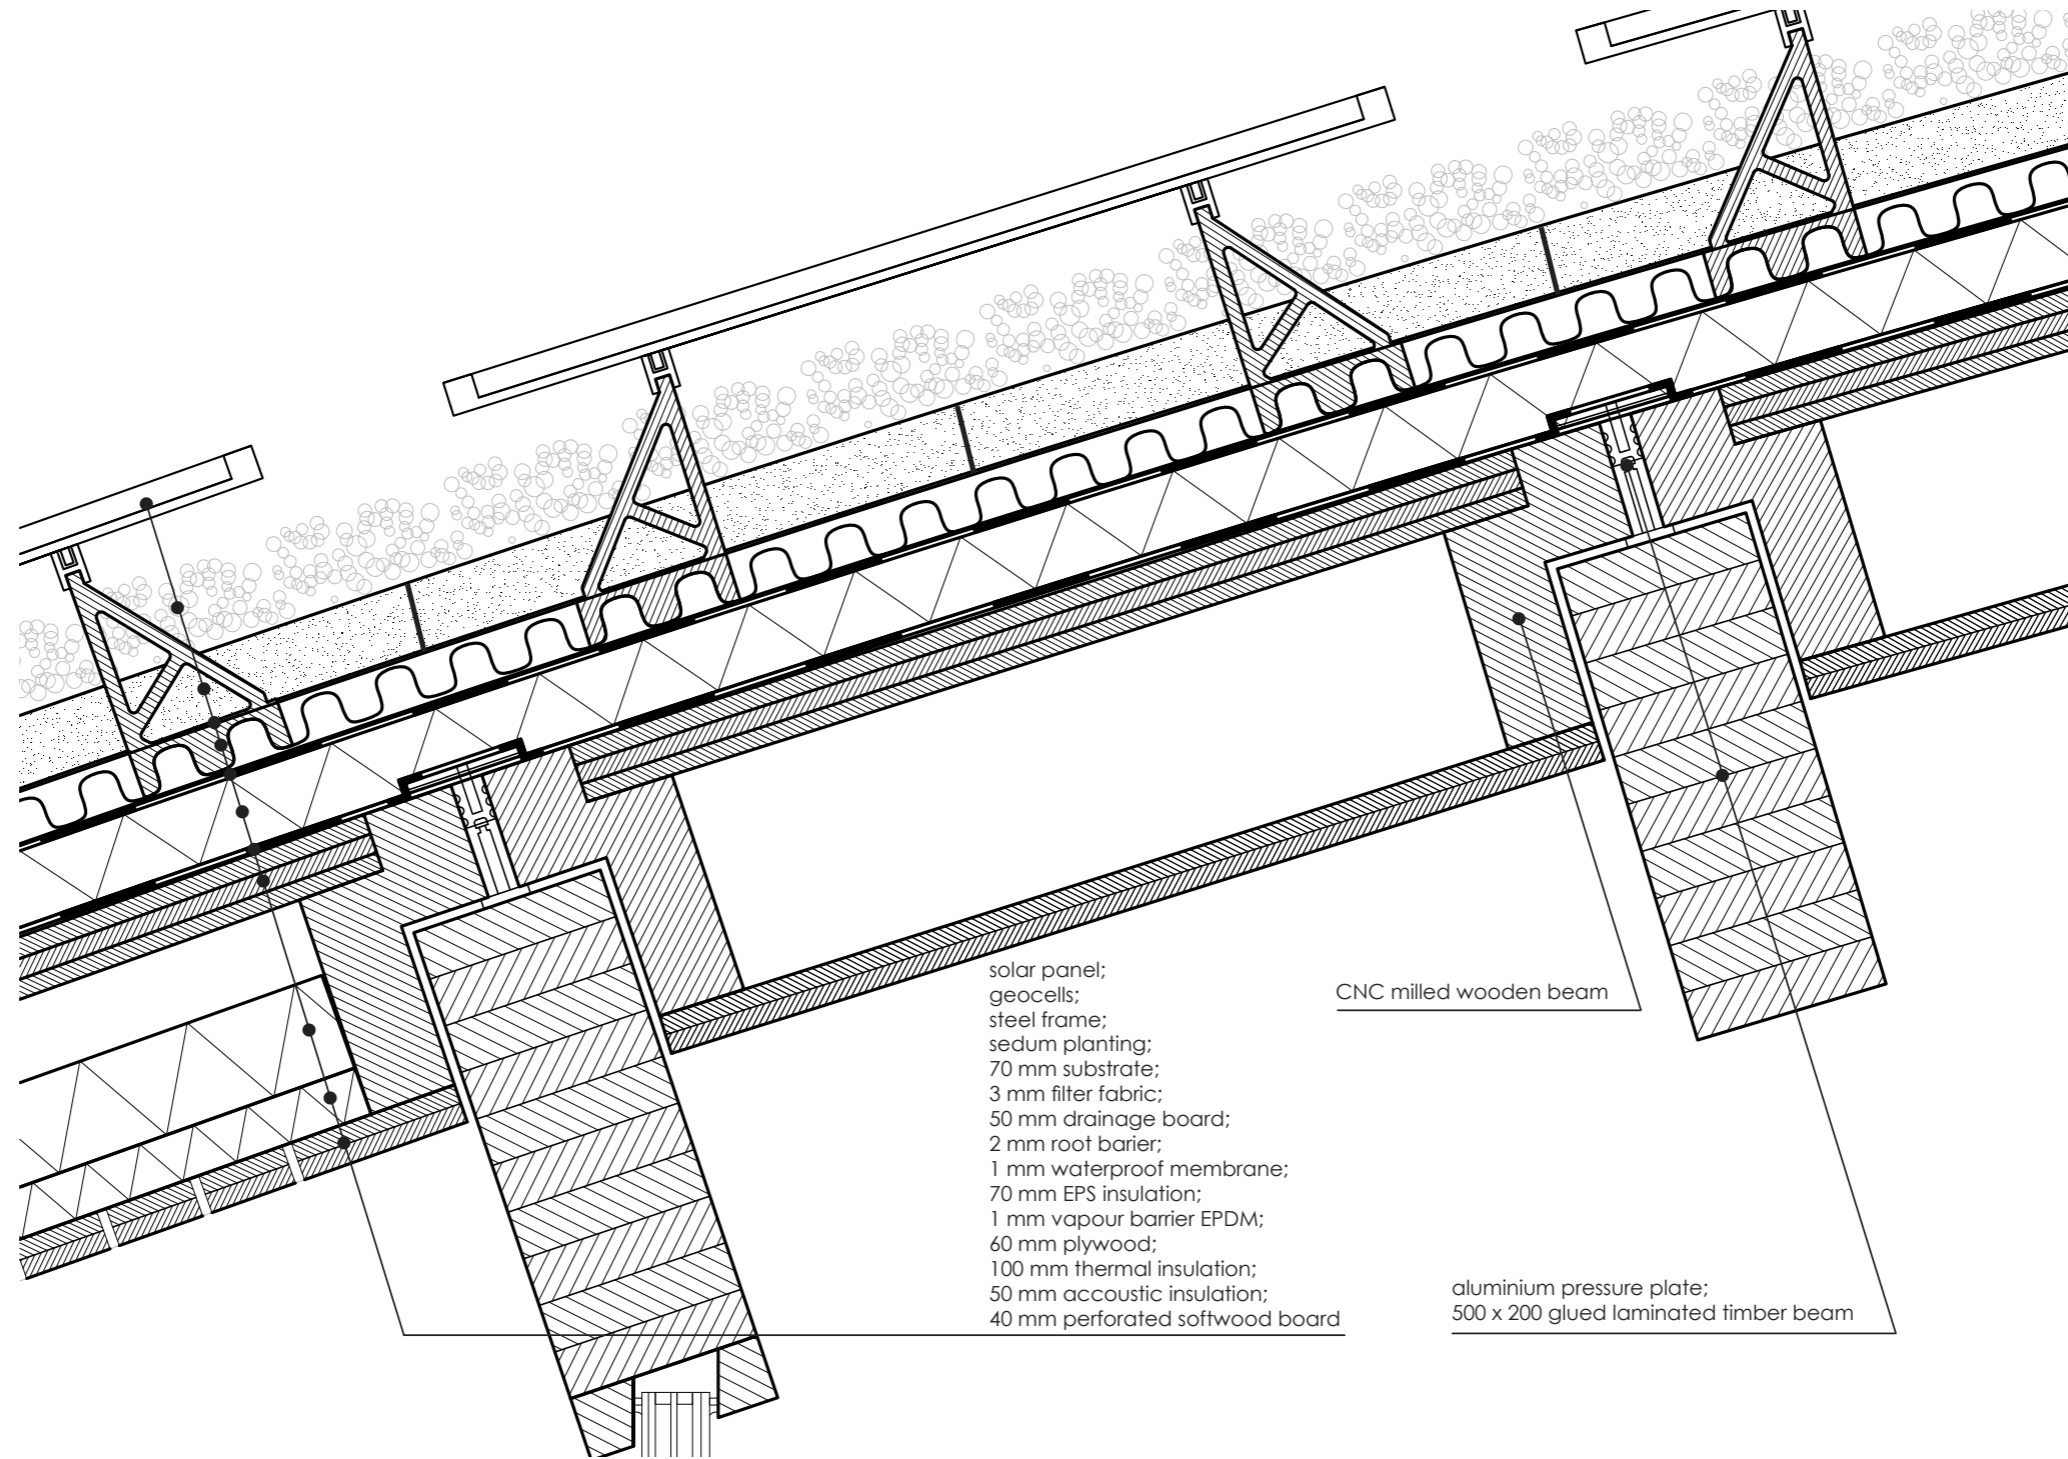 solar panel;
geocells;
steel frame;
sedum planting;
70 mm substrate;
3 mm filter fabric;
50 mm drainage board;
2 mm root barier;
1 mm waterproof membrane;
70 mm EPS insulation;
1 mm vapour barrier EPDM;
60 mm plywood;
100 mm thermal insulation;
50 mm accoustic insulation;
40 mm perforated softwood board
CNC milled wooden beam
aluminium pressure plate;
500 x 200 glued laminated timber beam